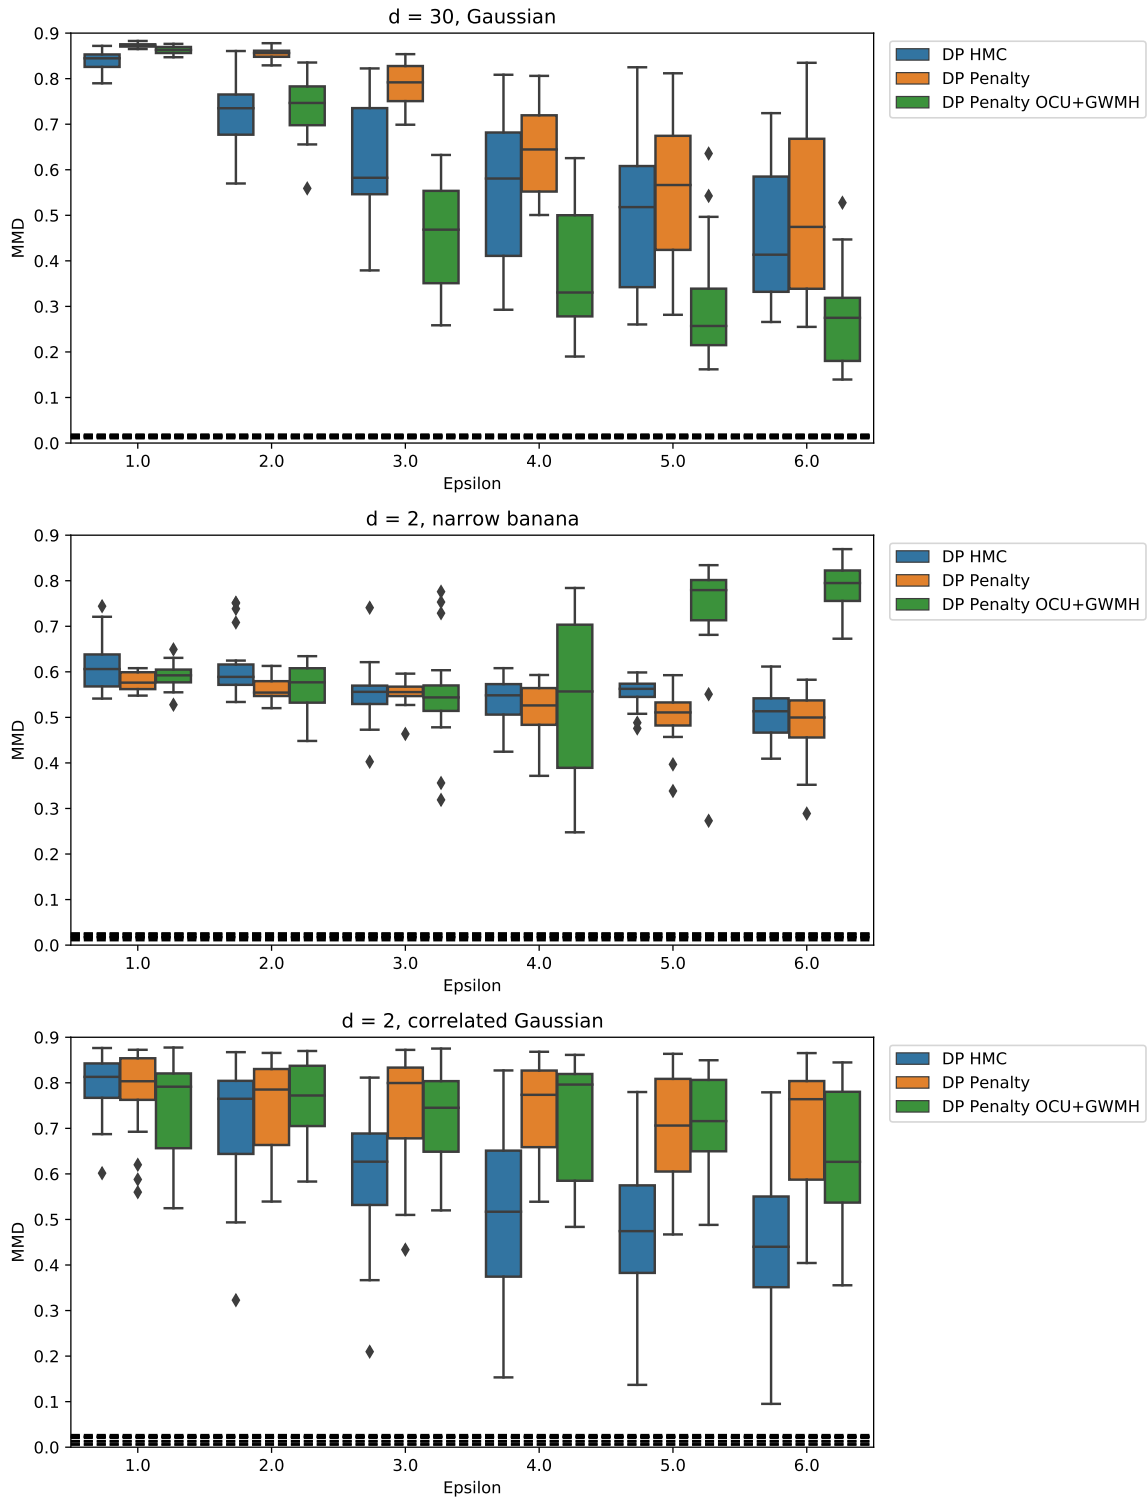 d = 30, Gaussian
0.9
0.8
0.7
0.6
0.5
0.4
0.3
0.2
0.1
0.0
MMD
1.0 2.0 3.0 4.0 5.0 6.0
Epsilon
DP HMC
DP Penalty
DP Penalty OCU+GWMH
d = 2, narrow banana
0.9
0.8
0.7
0.6
0.5
0.4
0.3
0.2
0.1
0.0
MMD
1.0 2.0 3.0 4.0 5.0 6.0
Epsilon
DP HMC
DP Penalty
DP Penalty OCU+GWMH
d = 2, correlated Gaussian
0.9
0.8
0.7
0.6
0.5
0.4
0.3
0.2
0.1
0.0
MMD
1.0 2.0 3.0 4.0 5.0 6.0
Epsilon
DP HMC
DP Penalty
DP Penalty OCU+GWMH